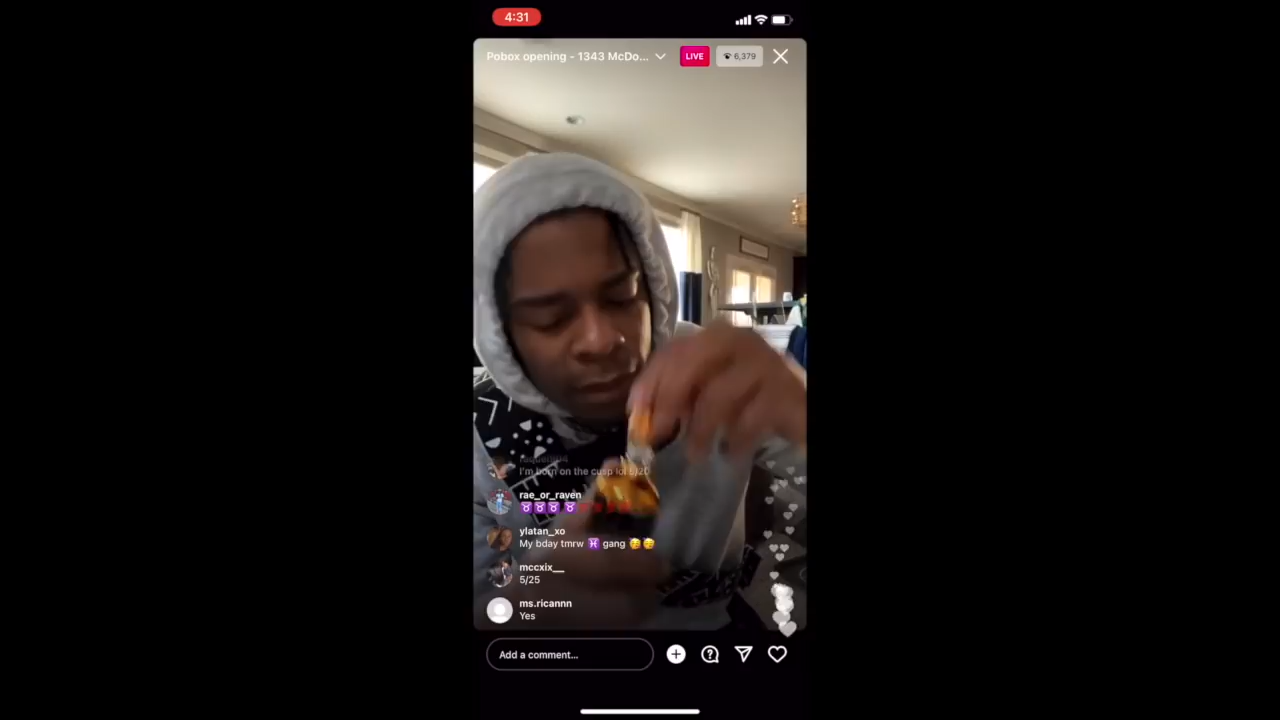 4:31
Pobox opening - 1343 McDo...
LIVE
6,379
I'm born on the cusp lol 5/20
rae_or_raven
♉♉♉♉
ylatan_xo
My bday tmrw ♓ gang 🥳🥳
mccxix__
5/25
ms.ricannn
Yes
Add a comment...